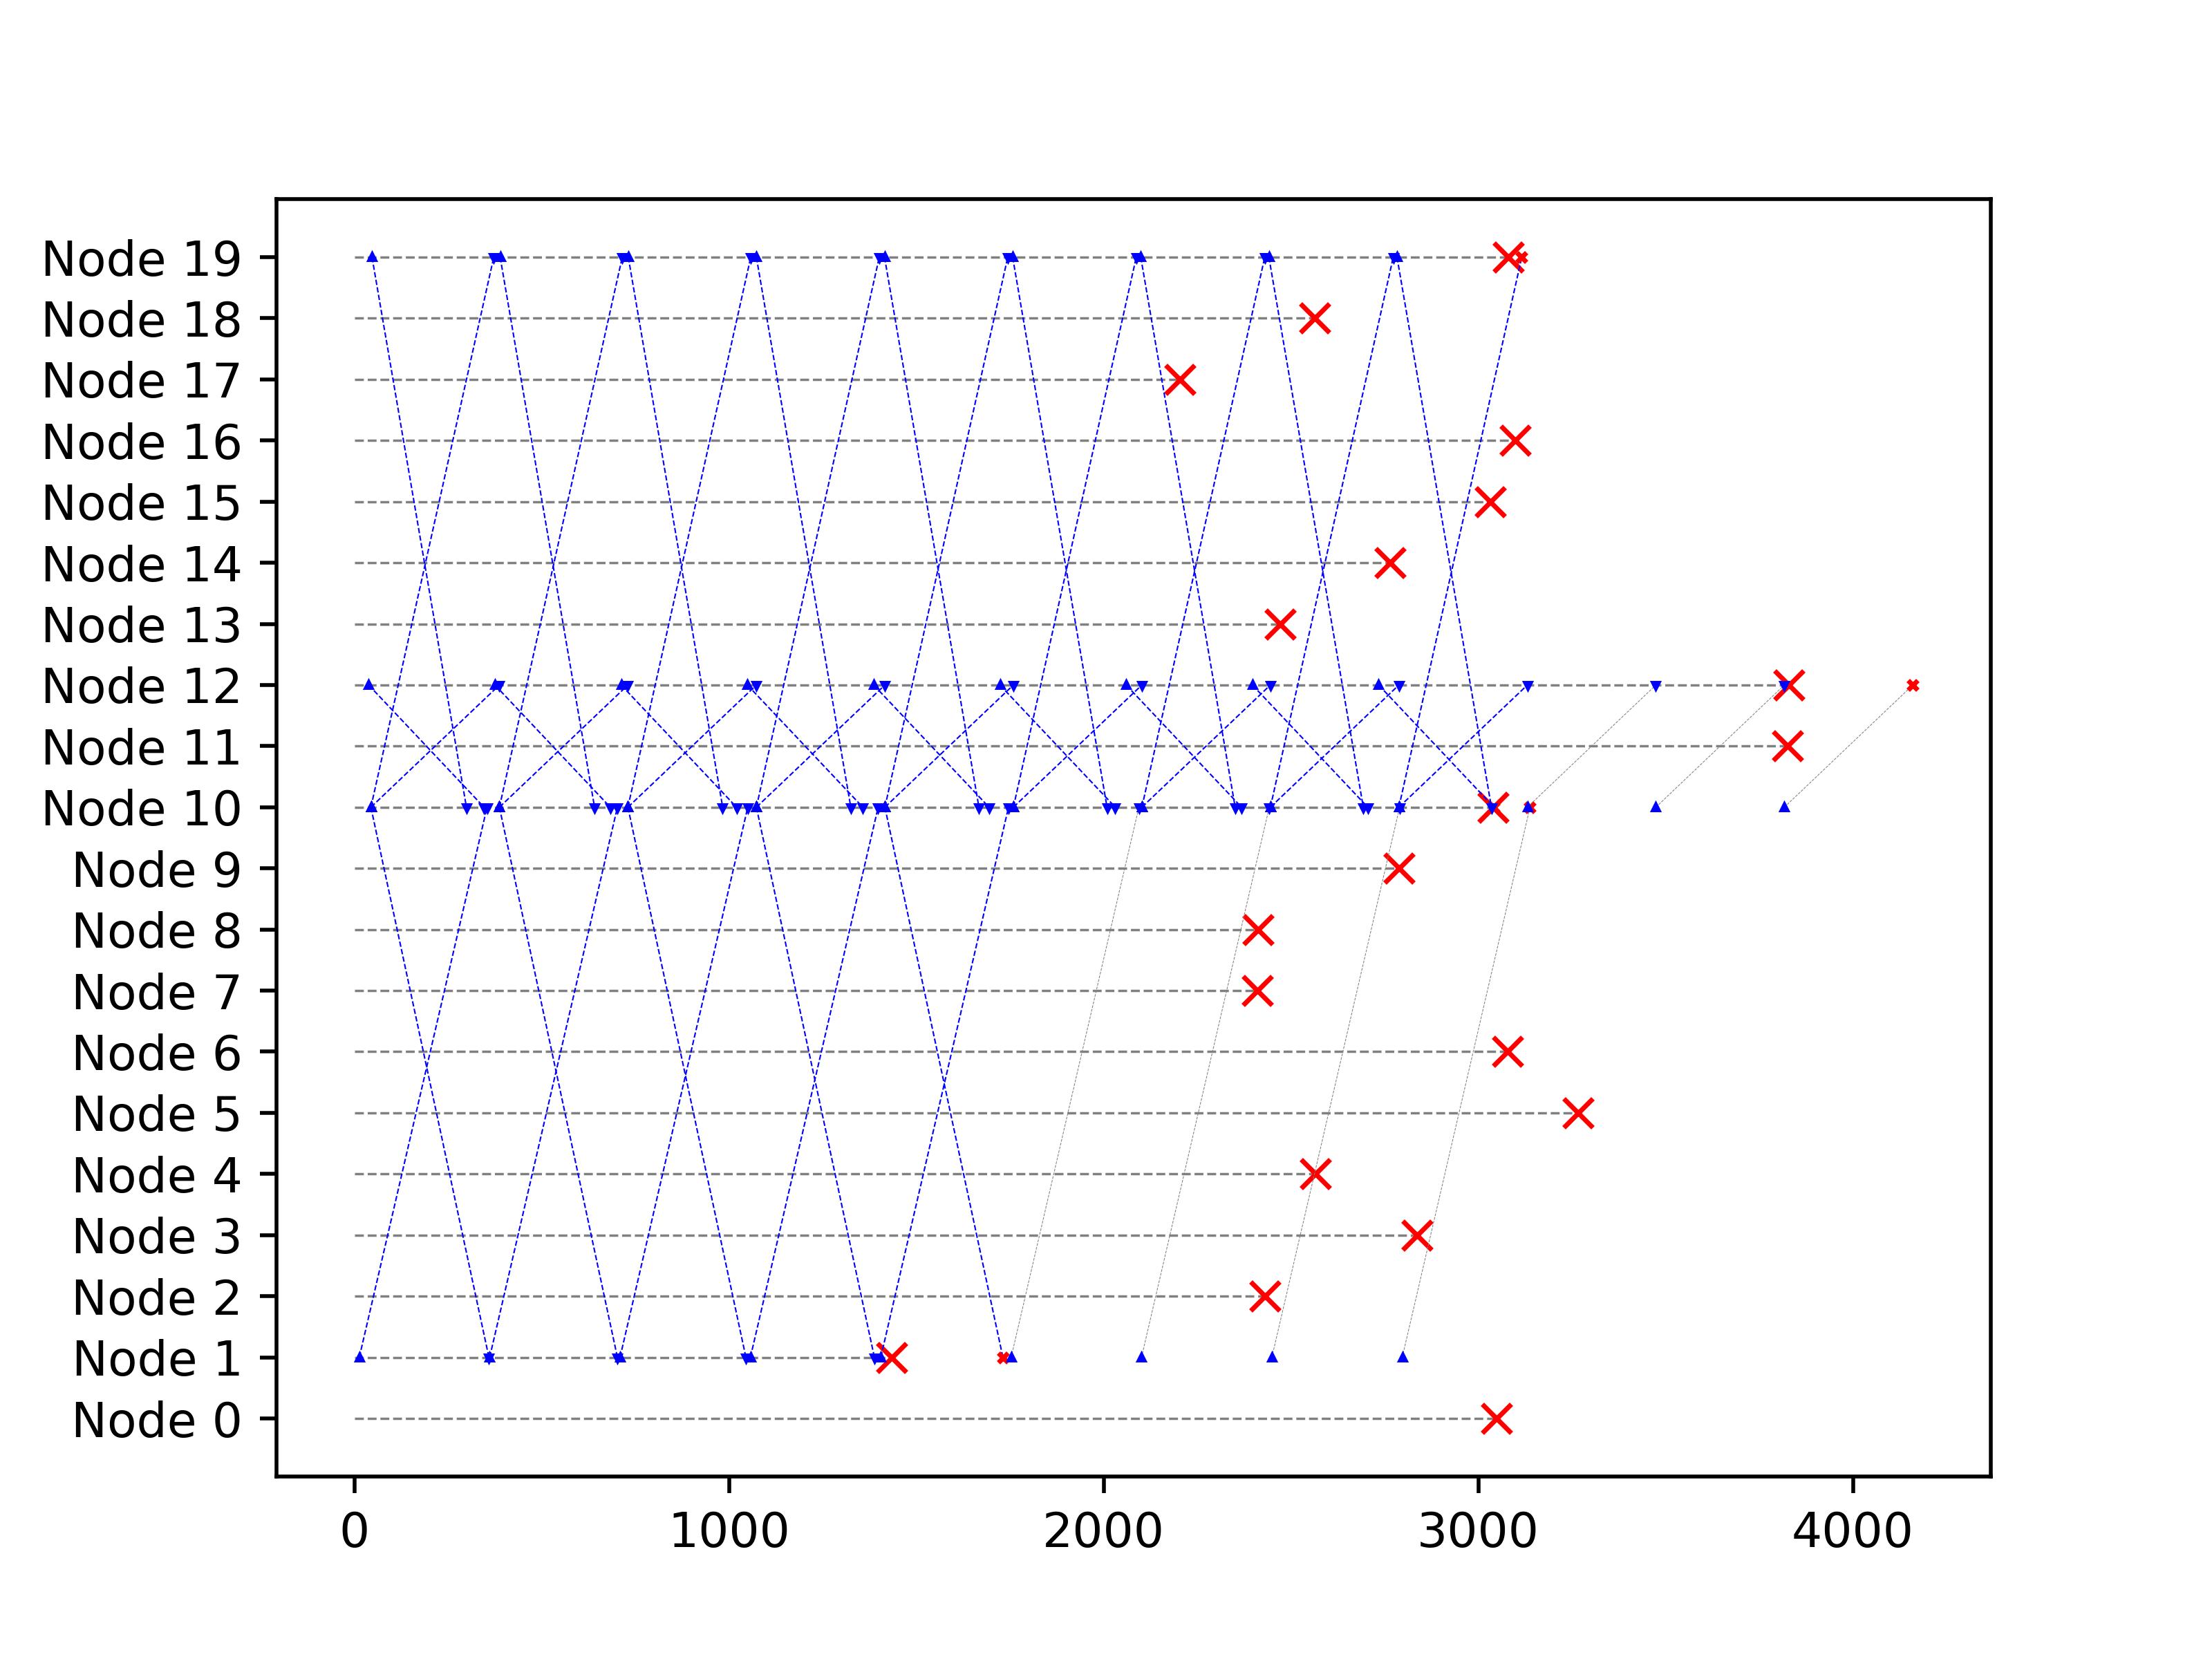 Node 19
Node 18
Node 17
Node 16
Node 15
Node 14
Node 13
Node 12
Node 11
Node 10
Node 9
Node 8
Node 7
Node 6
Node 5
Node 4
Node 3
Node 2
Node 1
Node 0
0 1000 2000 3000 4000